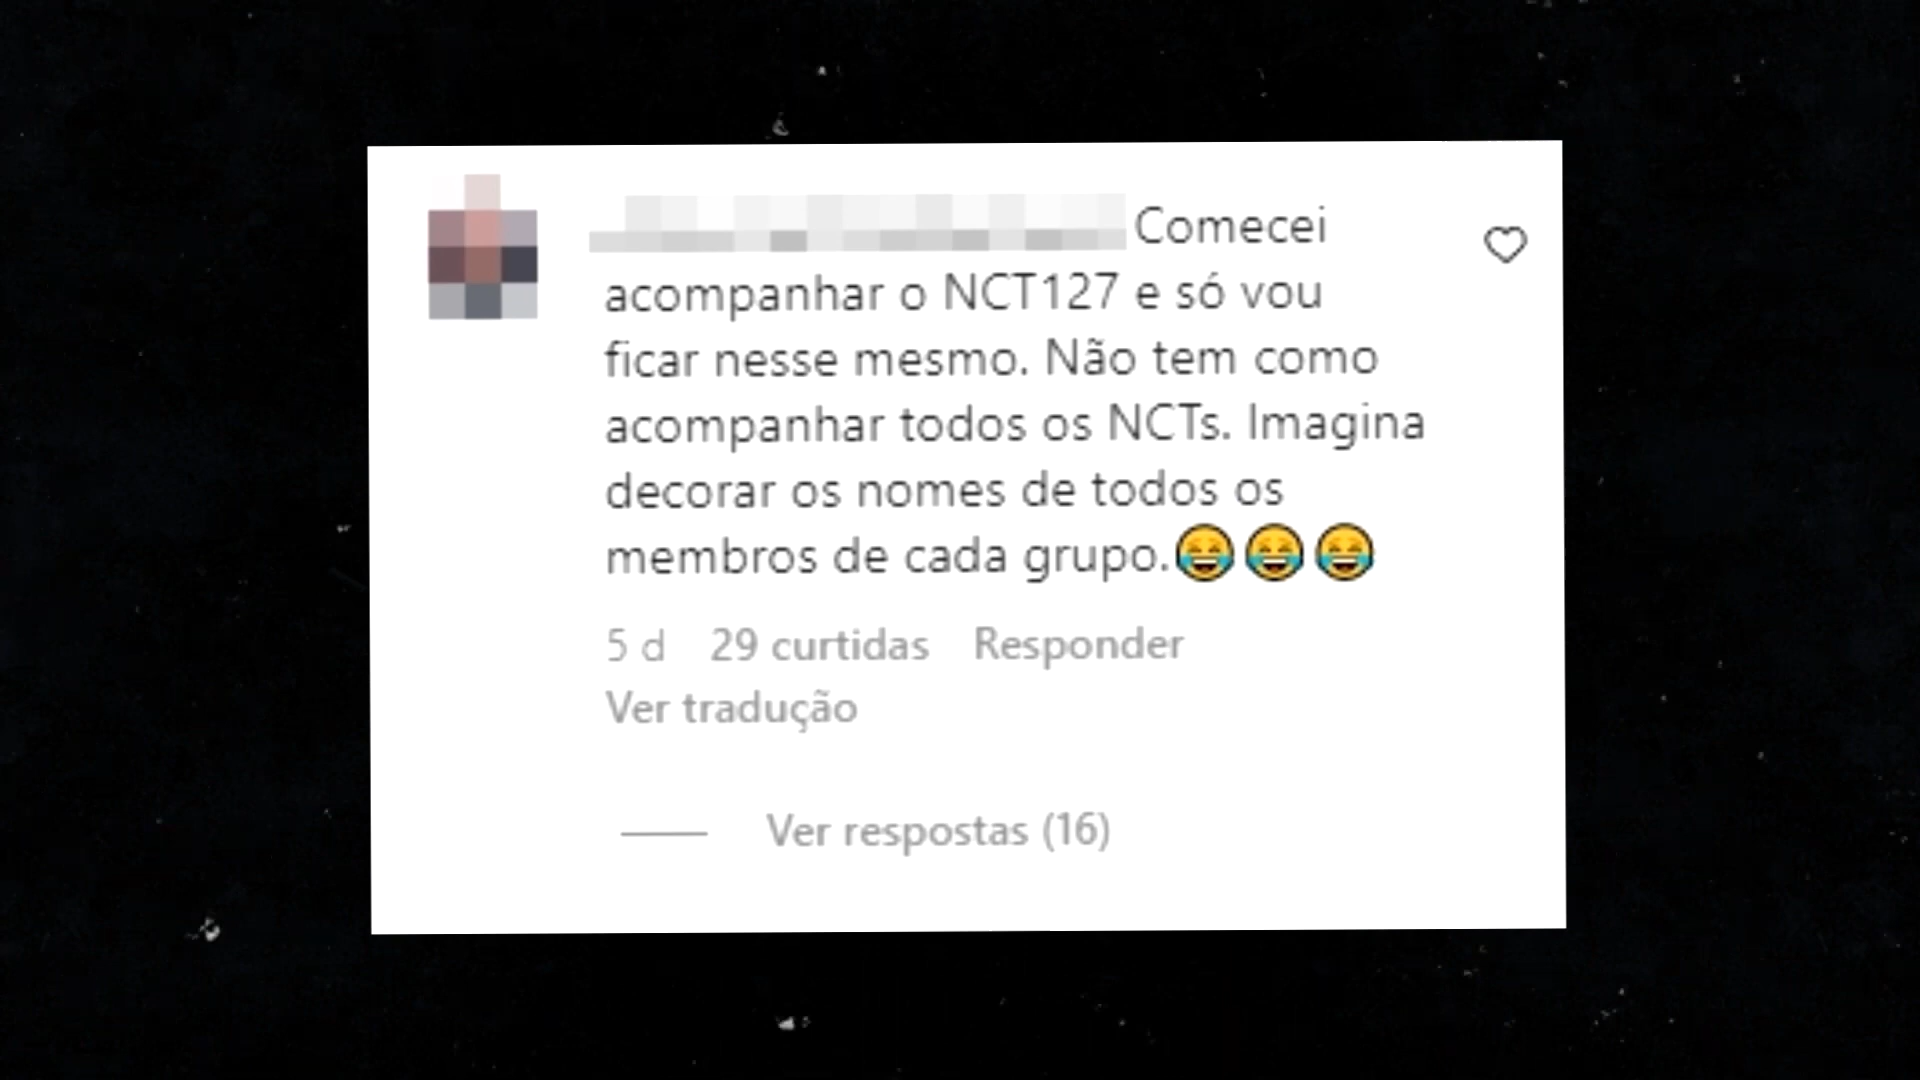 Comecei
acompanhar o NCT127 e só vou
ficar nesse mesmo. Não tem como
acompanhar todos os NCTs. Imagina
decorar os nomes de todos os
membros de cada grupo.😂😂😂
5 d 29 curtidas Responder
Ver tradução
Ver respostas (16)